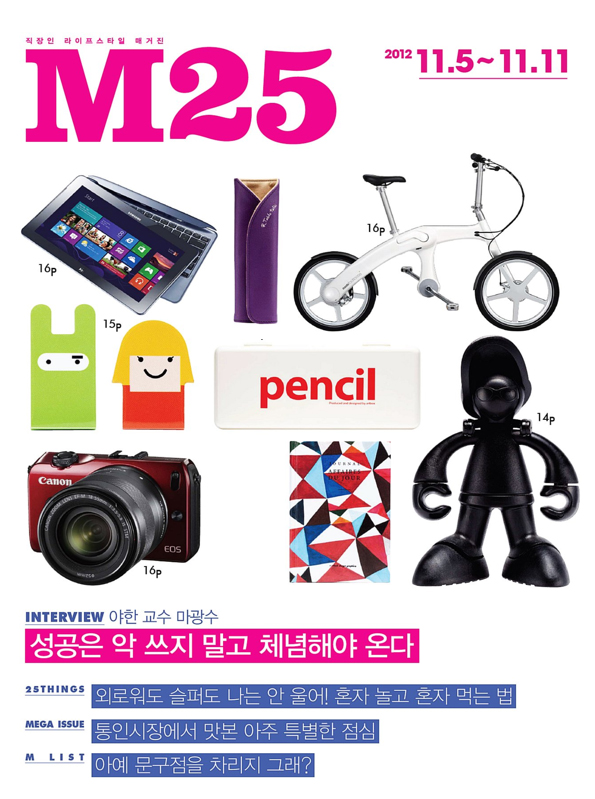 직장인 라이프스타일 매거진
M25
2012 11.5~11.11
16p
16p
15p
pencil
JOURNAL
AFFAIRES
DU JOUR
14p
Canon
EOS
16p
INTERVIEW 야한 교수 마광수
성공은 악 쓰지 말고 체념해야 온다
25THINGS 외로워도 슬퍼도 나는 안 울어! 혼자 놀고 혼자 먹는 법
MEGA ISSUE 통인시장에서 맛본 아주 특별한 점심
M LIST 아예 문구점을 차리지 그래?